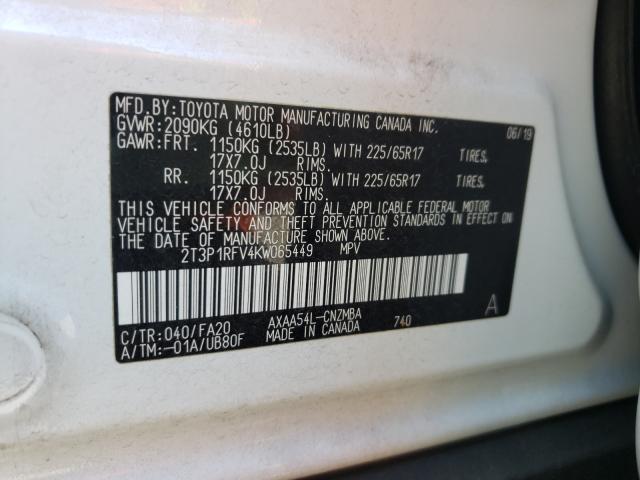 MFD.BY:TOYOTA MOTOR MANUFACTURING CANADA INC.
GVWR:2090KG (4610LB) 06/19
GAWR:FRT. 1150KG (2535LB) WITH 225/65R17 TIRES,
17X7.0J RIMS.
RR. 1150KG (2535LB) WITH 225/65R17 TIRES,
17X7.0J RIMS.
THIS VEHICLE CONFORMS TO ALL APPLICABLE FEDERAL MOTOR
VEHICLE SAFETY AND THEFT PREVENTION STANDARDS IN EFFECT ON
THE DATE OF MANUFACTURE SHOWN ABOVE.
2T3P1RFV4KW065449 MPV
A
C/TR:040/FA20 AXAA54L-CNZMBA 740
A/TM:-01A/UB80F MADE IN CANADA